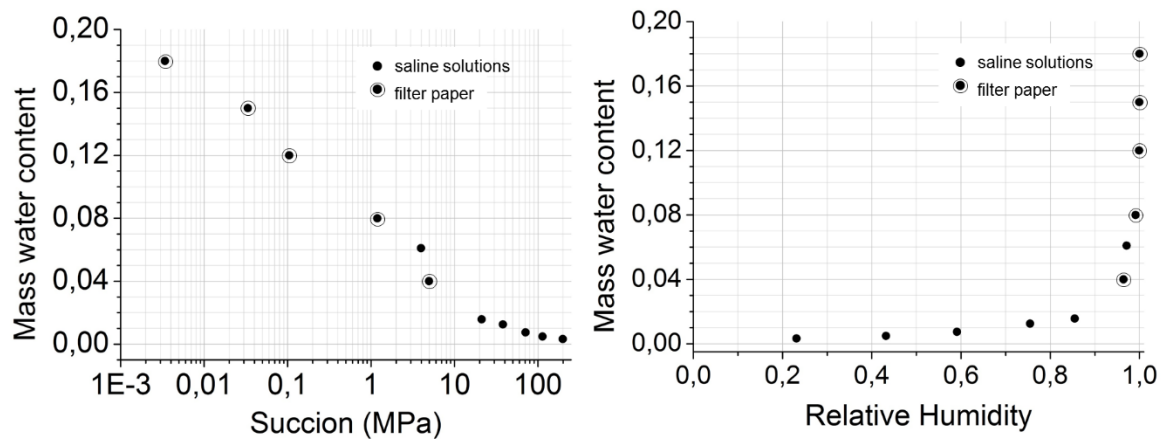 0,20
0,16
0,12
0,08
0,04
0,00
Mass water content
saline solutions
filter paper
1E-3 0,01 0,1 1 10 100
Succion (MPa)
0,20
0,16
0,12
0,08
0,04
0,00
Mass water content
saline solutions
filter paper
0,0 0,2 0,4 0,6 0,8 1,0
Relative Humidity